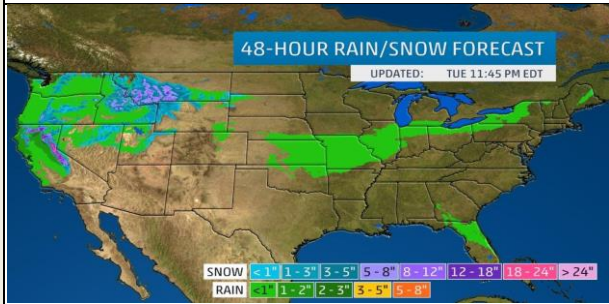 48-HOUR RAIN/SNOW FORECAST
UPDATED: TUE 11:45 PM EDT
SNOW <1" 1-3" 3-5" 5-8" 8-12" 12-18" 18-24" >24"
RAIN <1" 1-2" 2-3" 3-5" 5-8"